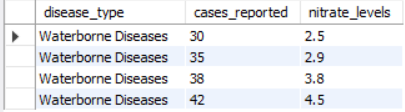 disease_type cases_reported nitrate_levels
Waterborne Diseases 30 2.5
Waterborne Diseases 35 2.9
Waterborne Diseases 38 3.8
Waterborne Diseases 42 4.5